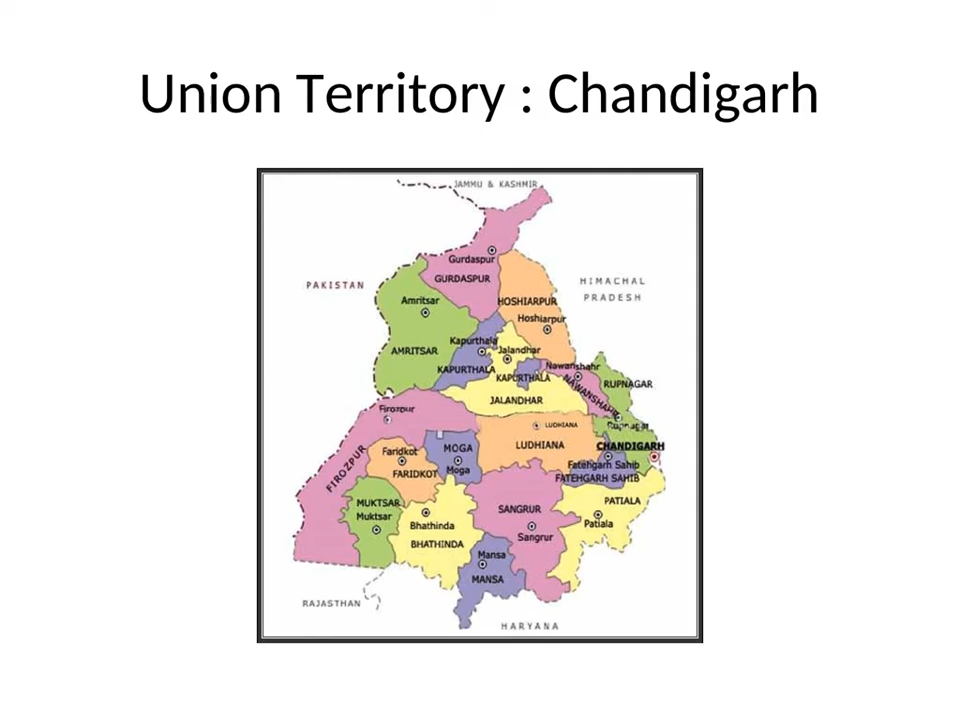 Union Territory : Chandigarh
JAMMU & KASHMIR
Gurdaspur
GURDASPUR
PAKISTAN
HIMACHAL
PRADESH
Amritsar
HOSHIARPUR
Hoshiarpur
Kapurthala
Jalandhar
AMRITSAR
KAPURTHALA
KAPURTHALA
Nawanshahr
NAWANSHAHR
RUPNAGAR
JALANDHAR
Firozpur
Rupnagar
LUDHIANA
LUDHIANA
CHANDIGARH
Faridkot
MOGA
Moga
FIROZPUR
FARIDKOT
Fatehgarh Sahib
FATEHGARH SAHIB
MUKTSAR
Muktsar
SANGRUR
PATIALA
Bhathinda
Patiala
Sangrur
BHATHINDA
Mansa
MANSA
RAJASTHAN
HARYANA